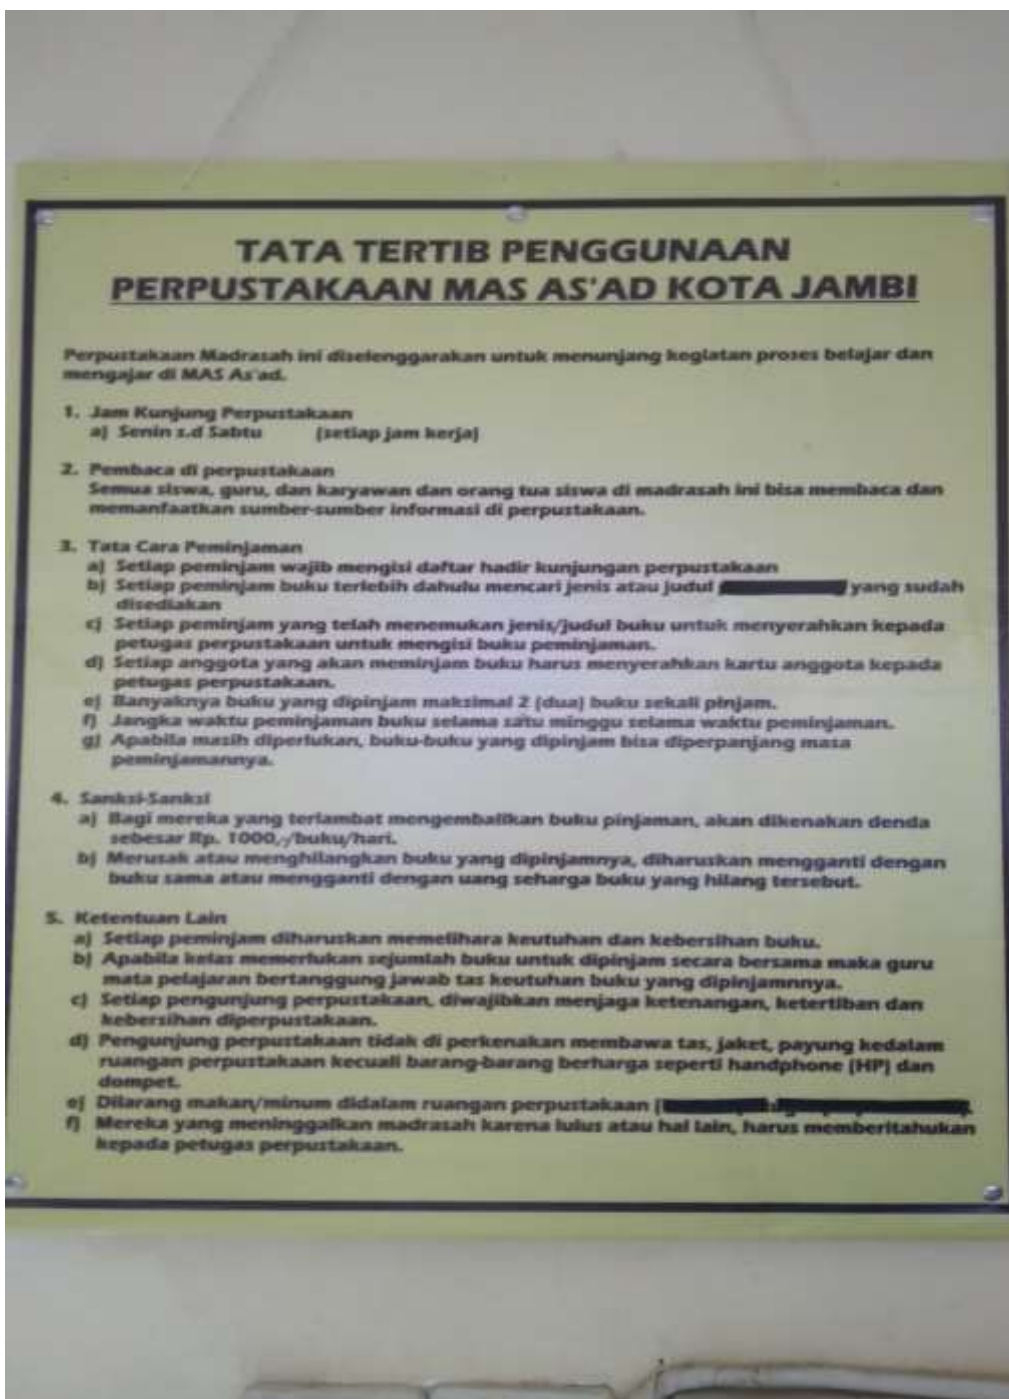 TATA TERTIB PENGGUNAAN
PERPUSTAKAAN MAS AS'AD KOTA JAMBI
Perpustakaan Madrasah ini diselenggarakan untuk menunjang kegiatan proses belajar dan
mengajar di MAS As'ad.
1. Jam Kunjung Perpustakaan
a) Senin s.d Sabtu (setiap jam kerja)
2. Pembaca di perpustakaan
Semua siswa, guru, dan karyawan dan orang tua siswa di madrasah ini bisa membaca dan
memanfaatkan sumber-sumber informasi di perpustakaan.
3. Tata Cara Peminjaman
a) Setiap peminjam wajib mengisi daftar hadir kunjungan perpustakaan
b) Setiap peminjam buku terlebih dahulu mencari jenis atau judul yang sudah
disediakan
c) Setiap peminjam yang telah menemukan jenis/judul buku untuk menyerahkan kepada
petugas perpustakaan untuk mengisi buku peminjaman.
d) Setiap anggota yang akan meminjam buku harus menyerahkan kartu anggota kepada
petugas perpustakaan.
e) Banyaknya buku yang dipinjam maksimal 2 (dua) buku sekali pinjam.
f) Jangka waktu peminjaman buku selama satu minggu selama waktu peminjaman.
g) Apabila masih diperlukan, buku-buku yang dipinjam bisa diperpanjang masa
peminjamannya.
4. Sanksi-Sanksi
a) Bagi mereka yang terlambat mengembalikan buku pinjaman, akan dikenakan denda
sebesar Rp. 1000,-/buku/hari.
b) Merusak atau menghilangkan buku yang dipinjamnya, diharuskan mengganti dengan
buku sama atau mengganti dengan uang seharga buku yang hilang tersebut.
5. Ketentuan Lain
a) Setiap peminjam diharuskan memelihara keutuhan dan kebersihan buku.
b) Apabila kelas memerlukan sejumlah buku untuk dipinjam secara bersama maka guru
mata pelajaran bertanggung jawab tas keutuhan buku yang dipinjamnnya.
c) Setiap pengunjung perpustakaan, diwajibkan menjaga ketenangan, ketertiban dan
kebersihan diperpustakaan.
d) Pengunjung perpustakaan tidak di perkenakan membawa tas, jaket, payung kedalam
ruangan perpustakaan kecuali barang-barang berharga seperti handphone (HP) dan
dompet.
e) Dilarang makan/minum didalam ruangan perpustakaan (
f) Mereka yang meninggalkan madrasah karena lulus atau hal lain, harus memberitahukan
kepada petugas perpustakaan.